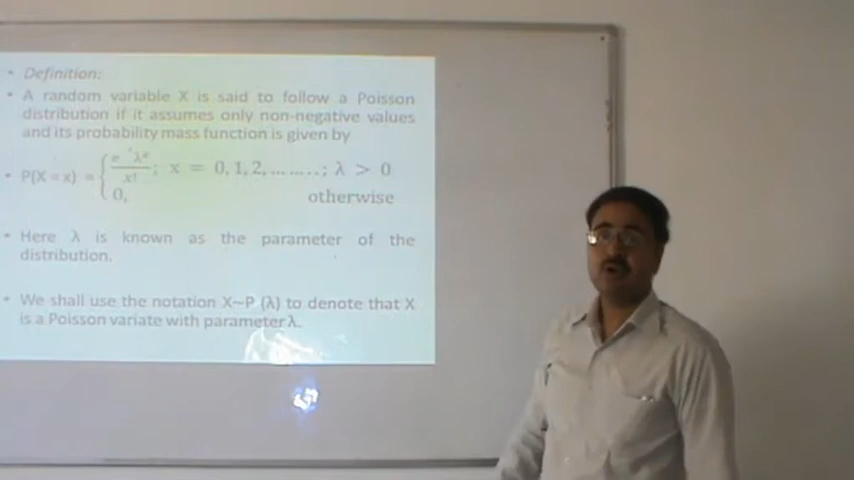 • Definition:
• A random variable X is said to follow a Poisson
distribution if it assumes only non-negative values
and its probability mass function is given by
• P(X = x) = { e^-λ λ^x / x! ; x = 0, 1, 2, ........ ; λ > 0
0, otherwise
• Here λ is known as the parameter of the
distribution.
• We shall use the notation X~P (λ) to denote that X
is a Poisson variate with parameter λ.